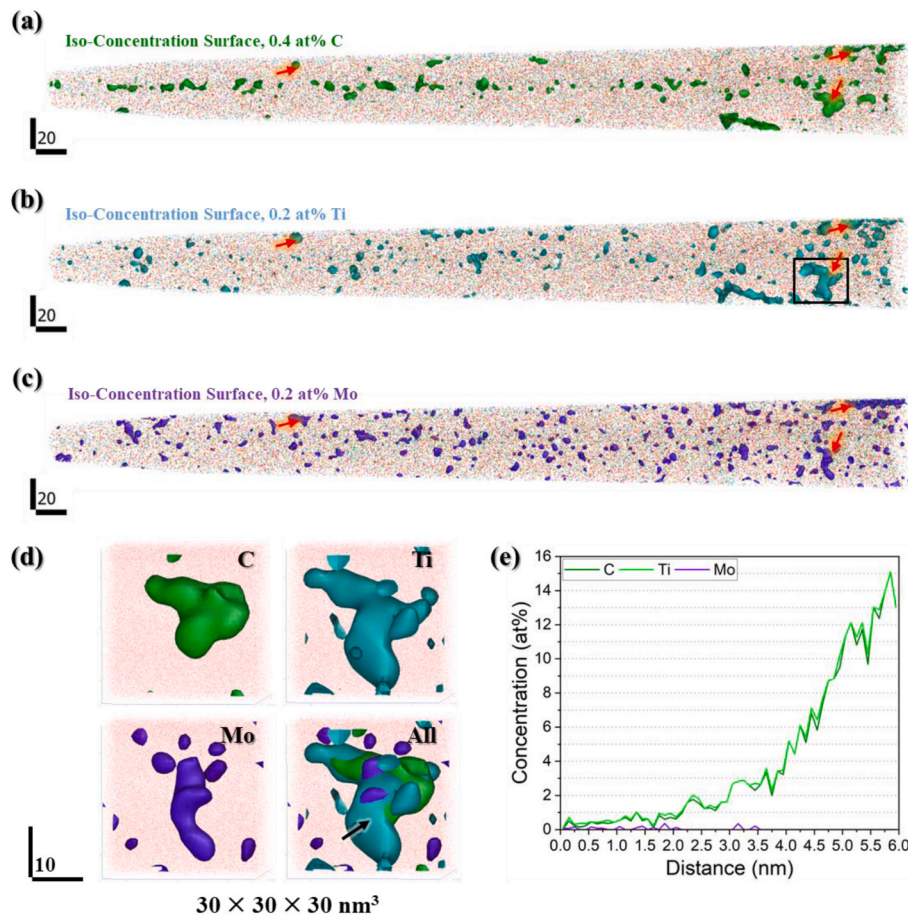 (a)
Iso-Concentration Surface, 0.4 at% C
20
(b)
Iso-Concentration Surface, 0.2 at% Ti
20
(c)
Iso-Concentration Surface, 0.2 at% Mo
20
(d)
C
Ti
Mo
All
10
30 × 30 × 30 nm³
(e)
C Ti Mo
Concentration (at%)
16
14
12
10
8
6
4
2
0
0.0 0.5 1.0 1.5 2.0 2.5 3.0 3.5 4.0 4.5 5.0 5.5 6.0
Distance (nm)